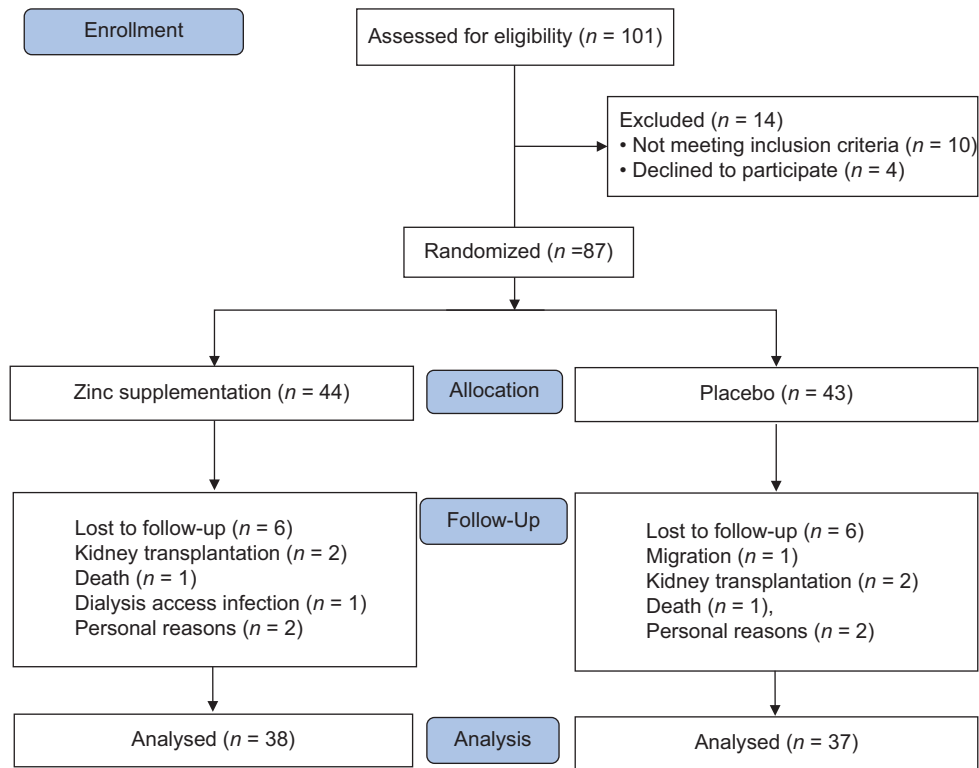 Enrollment
Assessed for eligibility (n = 101)
Excluded (n = 14)
• Not meeting inclusion criteria (n = 10)
• Declined to participate (n = 4)
Randomized (n =87)
Zinc supplementation (n = 44)
Allocation
Placebo (n = 43)
Lost to follow-up (n = 6)
Kidney transplantation (n = 2)
Death (n = 1)
Dialysis access infection (n = 1)
Personal reasons (n = 2)
Follow-Up
Lost to follow-up (n = 6)
Migration (n = 1)
Kidney transplantation (n = 2)
Death (n = 1),
Personal reasons (n = 2)
Analysed (n = 38)
Analysis
Analysed (n = 37)